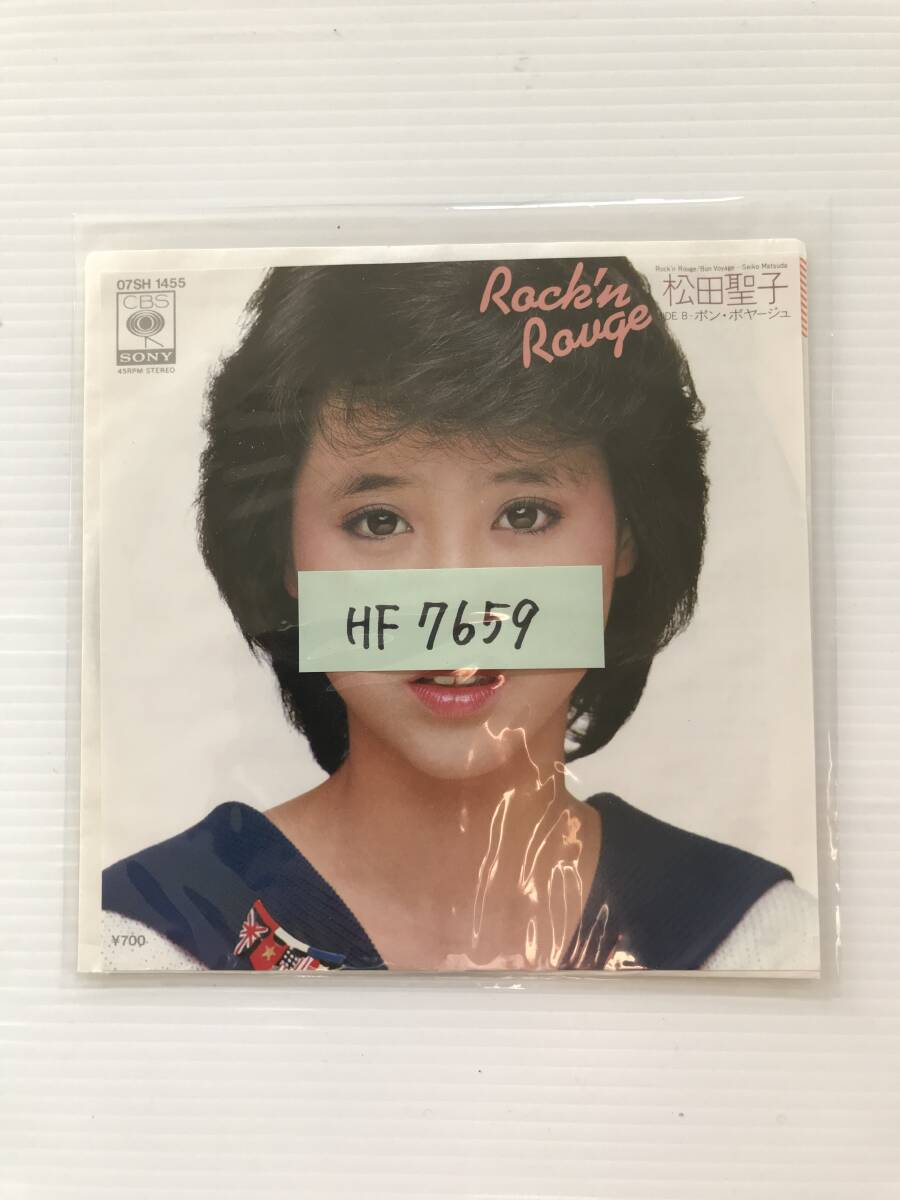 07SH 1455
CBS
SONY
45RPM STEREO
Rock'n
Rouge
Rock'n Rouge/Bon Voyage Seiko Matsuda
松田聖子
IDE B-ボン・ボヤージュ
HF 7659
¥700